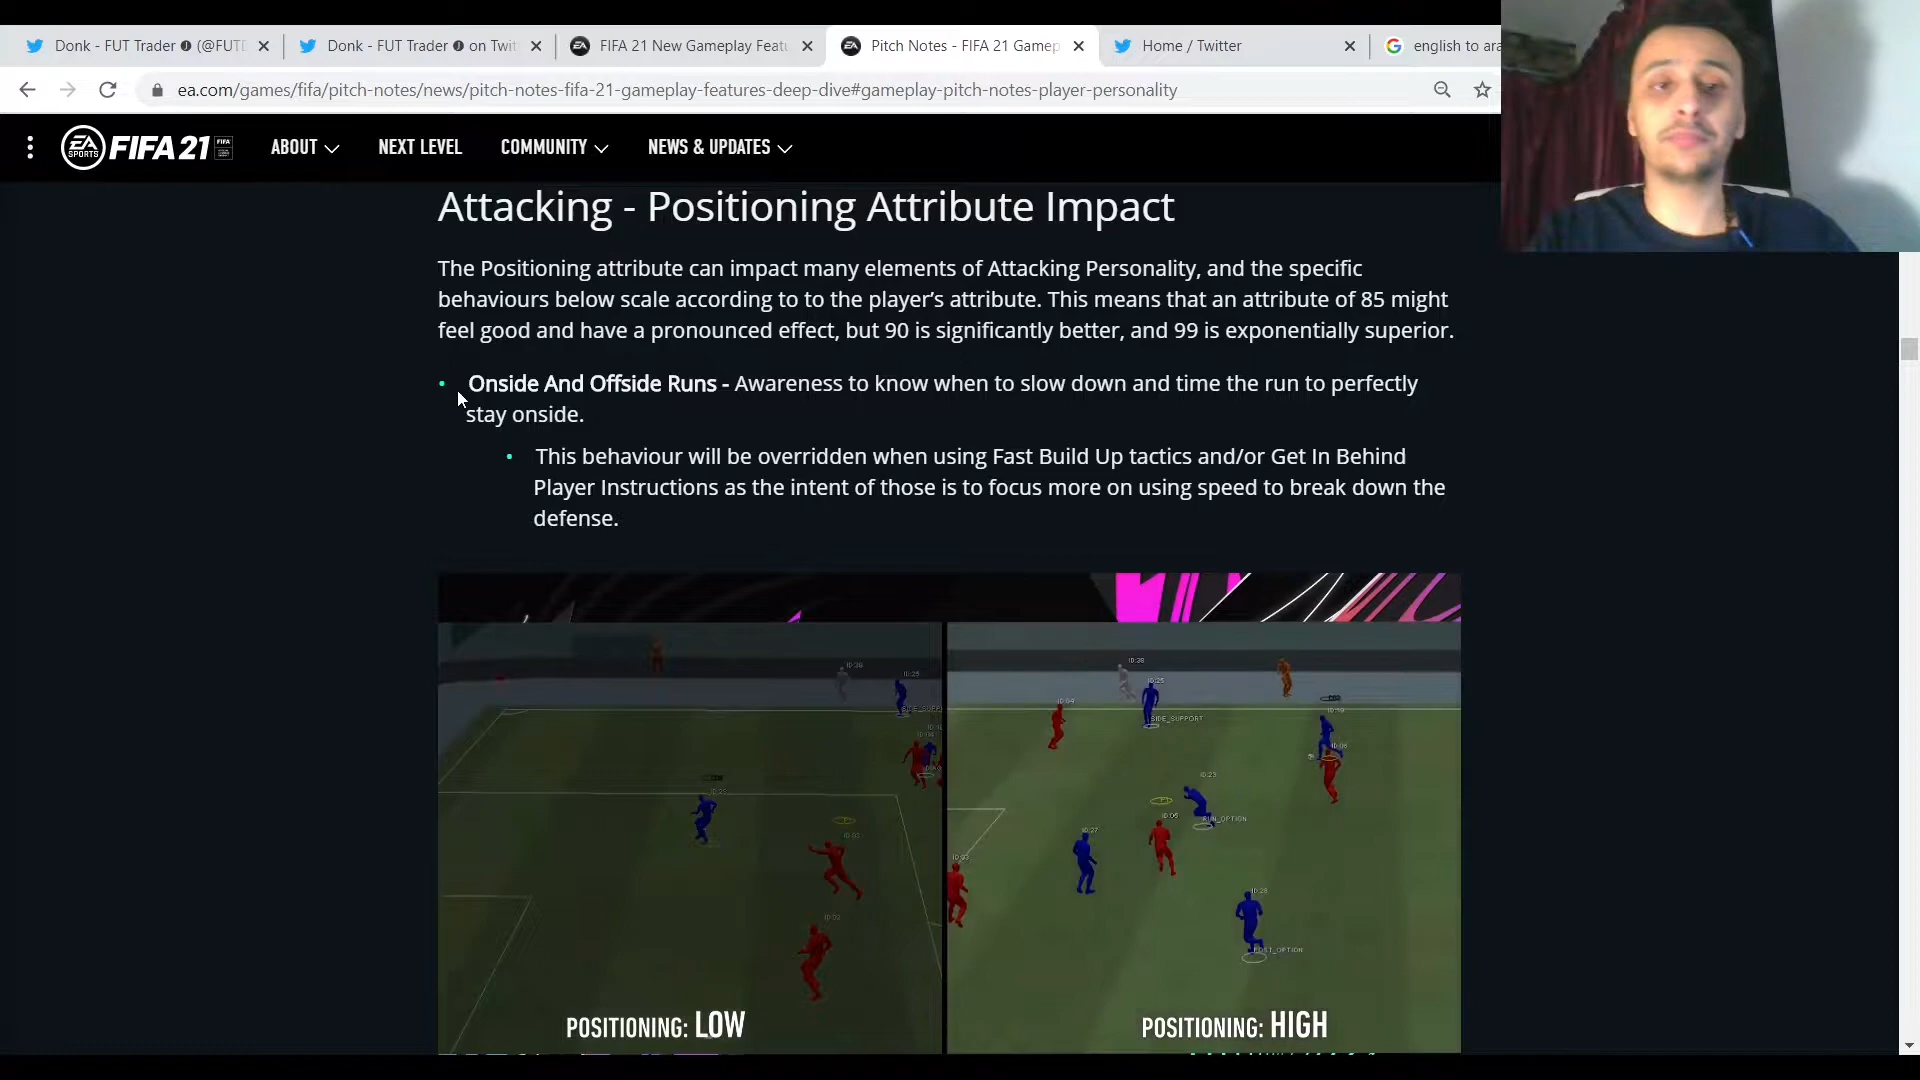 Donk - FUT Trader (@FUTD
Donk - FUT Trader on Twit
FIFA 21 New Gameplay Featu
Pitch Notes - FIFA 21 Gamep
Home / Twitter
english to ara
ea.com/games/fifa/pitch-notes/news/pitch-notes-fifa-21-gameplay-features-deep-dive#gameplay-pitch-notes-player-personality
EA SPORTS FIFA 21
ABOUT
NEXT LEVEL
COMMUNITY
NEWS & UPDATES
Attacking - Positioning Attribute Impact
The Positioning attribute can impact many elements of Attacking Personality, and the specific
behaviours below scale according to to the player's attribute. This means that an attribute of 85 might
feel good and have a pronounced effect, but 90 is significantly better, and 99 is exponentially superior.
• Onside And Offside Runs - Awareness to know when to slow down and time the run to perfectly
stay onside.
• This behaviour will be overridden when using Fast Build Up tactics and/or Get In Behind
Player Instructions as the intent of those is to focus more on using speed to break down the
defense.
SIDE_SUPPORT
RUN_OPTION
POST_OPTION
POSITIONING: LOW
POSITIONING: HIGH